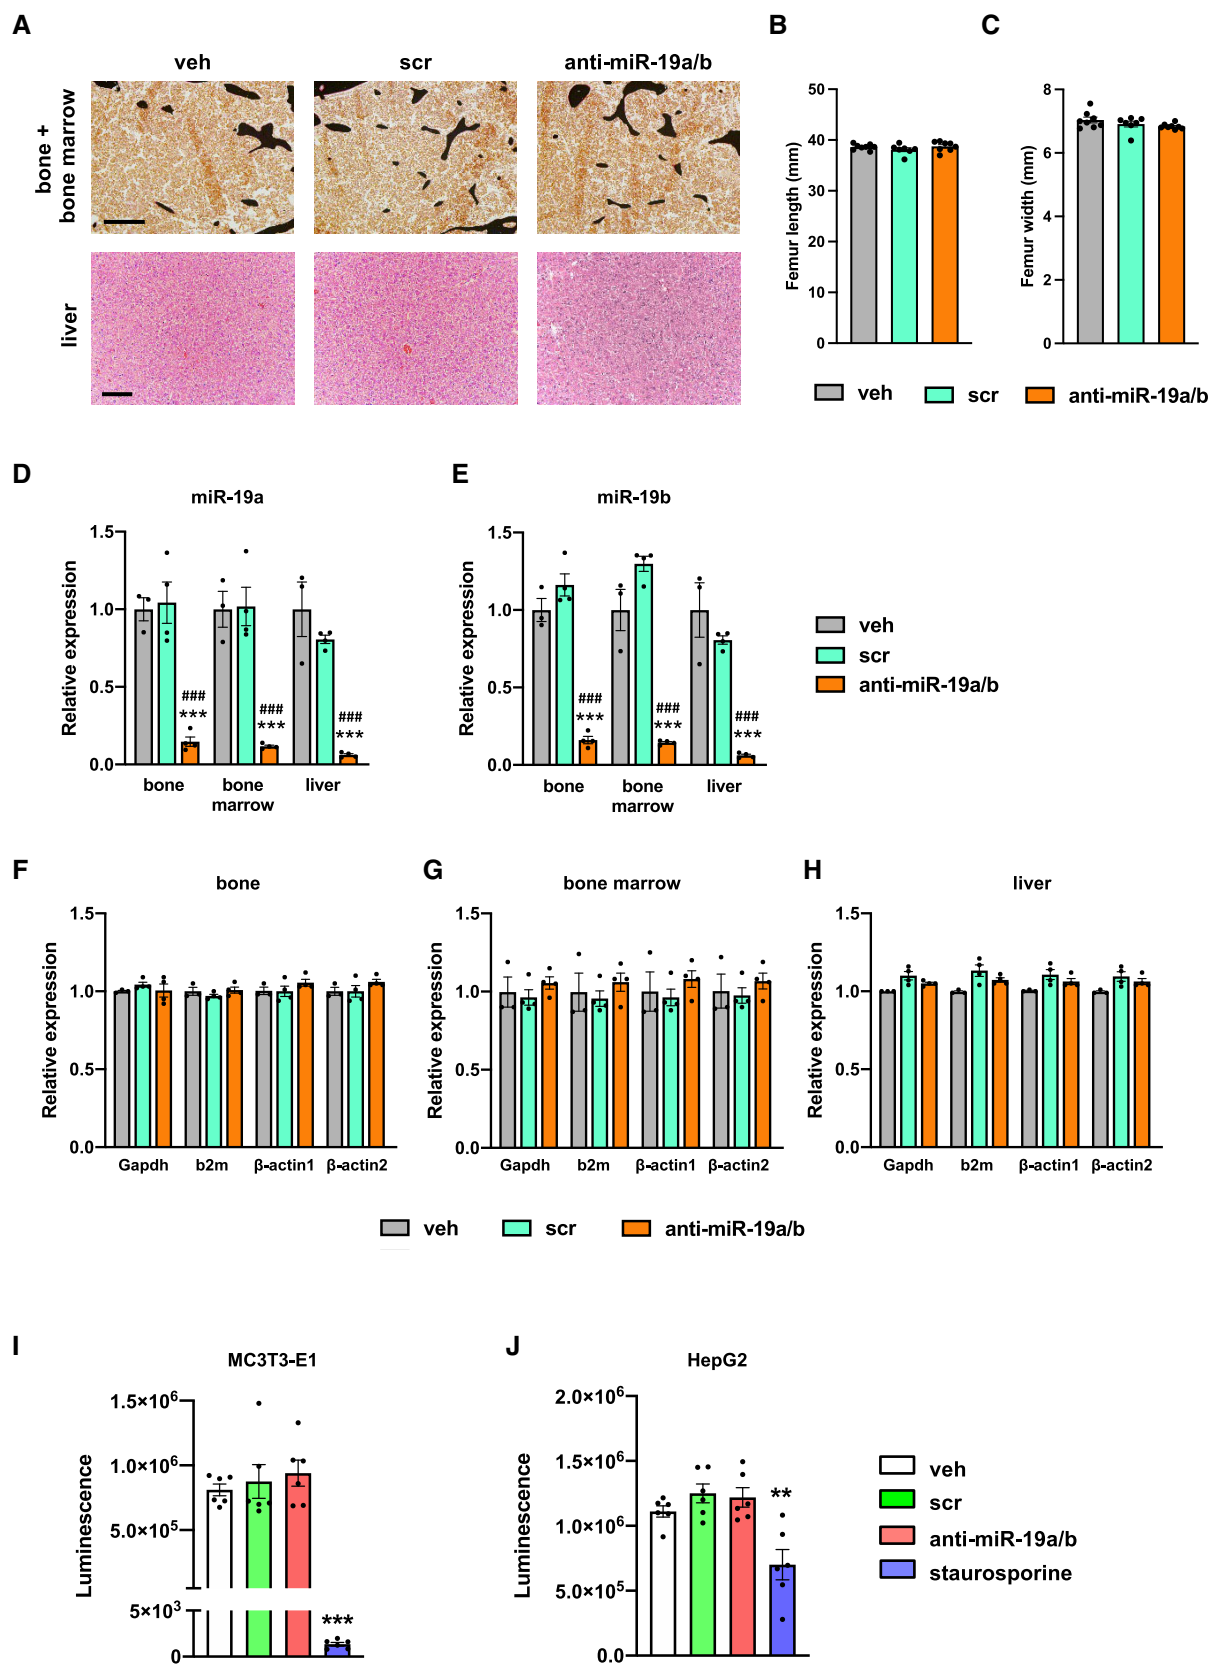 A
veh
scr
anti-miR-19a/b
bone +
bone marrow
liver
B
Femur length (mm)
50
40
30
20
10
0
C
Femur width (mm)
8
6
4
2
0
veh
scr
anti-miR-19a/b
D
miR-19a
Relative expression
1.5
1.0
0.5
0.0
###
***
###
***
###
***
bone
bone
marrow
liver
E
miR-19b
Relative expression
1.5
1.0
0.5
0.0
###
***
###
***
###
***
bone
bone
marrow
liver
veh
scr
anti-miR-19a/b
F
bone
Relative expression
1.5
1.0
0.5
0.0
Gapdh
b2m
β-actin1
β-actin2
G
bone marrow
Relative expression
1.5
1.0
0.5
0.0
Gapdh
b2m
β-actin1
β-actin2
H
liver
Relative expression
1.5
1.0
0.5
0.0
Gapdh
b2m
β-actin1
β-actin2
veh
scr
anti-miR-19a/b
I
MC3T3-E1
Luminescence
1.5×10⁶
1.0×10⁶
5.0×10⁵
5×10³
0
***
J
HepG2
Luminescence
2.0×10⁶
1.5×10⁶
1.0×10⁶
5.0×10⁵
0.0
**
veh
scr
anti-miR-19a/b
staurosporine